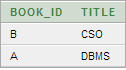 BOOK_ID TITLE
B CSO
A DBMS